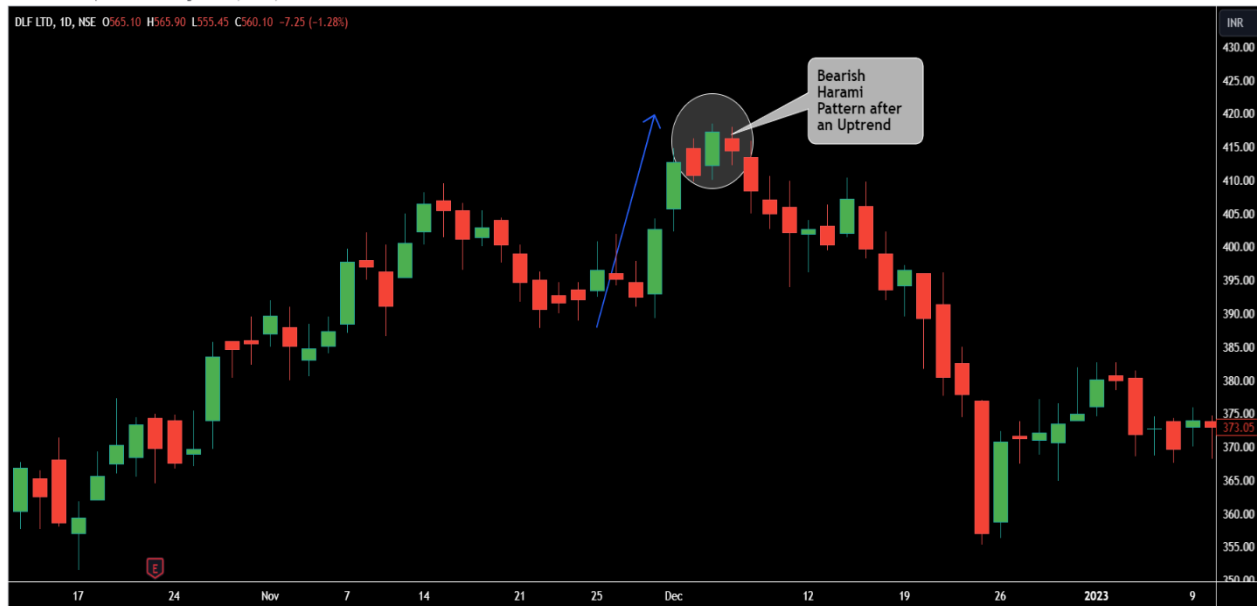 DLF LTD, 1D, NSE O565.10 H565.90 L555.45 C560.10 −7.25 (−1.28%)
INR
430.00
425.00
Bearish
Harami
Pattern after
an Uptrend
420.00
415.00
410.00
405.00
400.00
395.00
390.00
385.00
380.00
375.00
373.05
370.00
365.00
360.00
355.00
350.00
E
17 24 Nov 7 14 21 25 Dec 12 19 26 2023 9